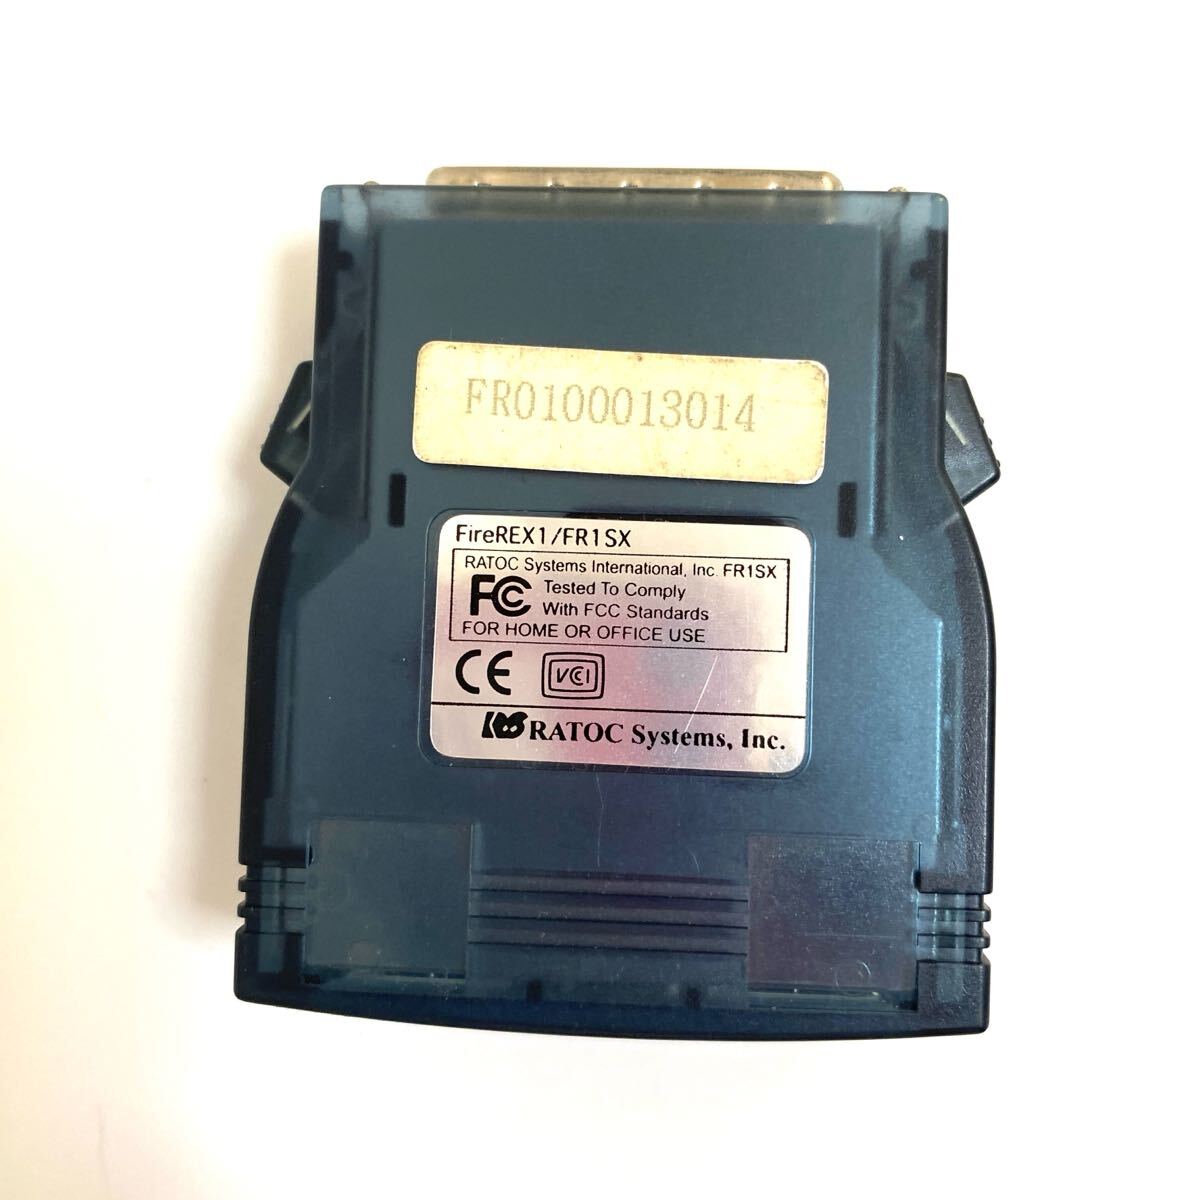 FR0100013014
FireREX1/FR1SX
RATOC Systems International, Inc. FR1SX
FC Tested To Comply
With FCC Standards
FOR HOME OR OFFICE USE
CE VCI
RATOC Systems, Inc.